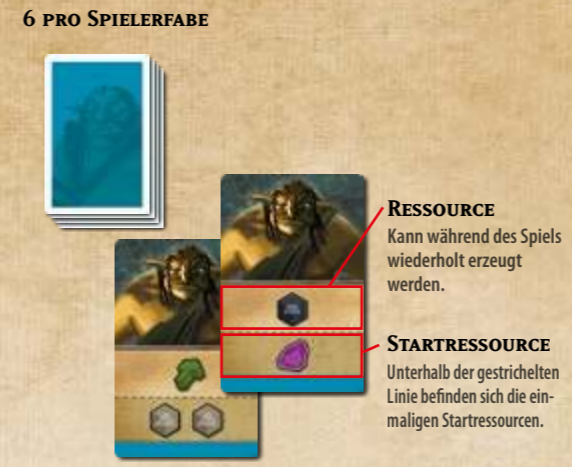 6 PRO SPIELERFABE
RESSOURCE
Kann während des Spiels
wiederholt erzeugt
werden.
STARTRESSOURCE
Unterhalb der gestrichelten
Linie befinden sich die ein-
maligen Startressourcen.